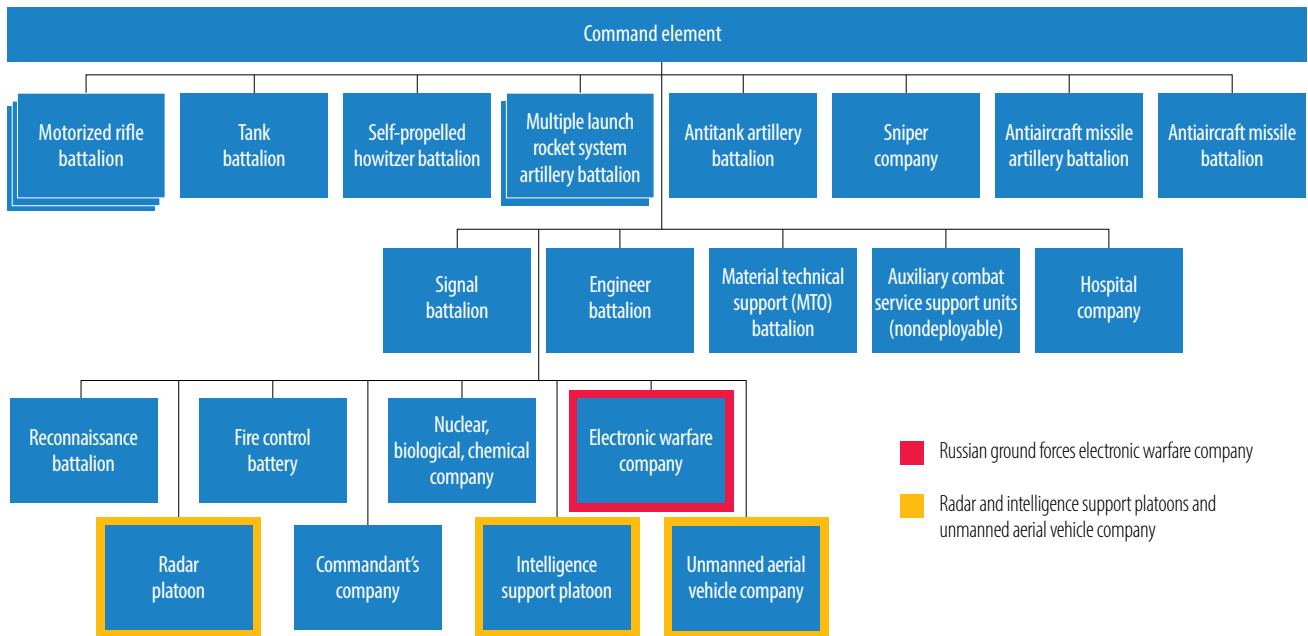 Command element
Motorized rifle
battalion
Tank
battalion
Self-propelled
howitzer battalion
Multiple launch
rocket system
artillery battalion
Antitank artillery
battalion
Sniper
company
Antiaircraft missile
artillery battalion
Antiaircraft missile
battalion
Signal
battalion
Engineer
battalion
Material technical
support (MTO)
battalion
Auxiliary combat
service support units
(nondeployable)
Hospital
company
Reconnaissance
battalion
Fire control
battery
Nuclear,
biological, chemical
company
Electronic warfare
company
Radar
platoon
Commandant's
company
Intelligence
support platoon
Unmanned aerial
vehicle company
Russian ground forces electronic warfare company
Radar and intelligence support platoons and
unmanned aerial vehicle company